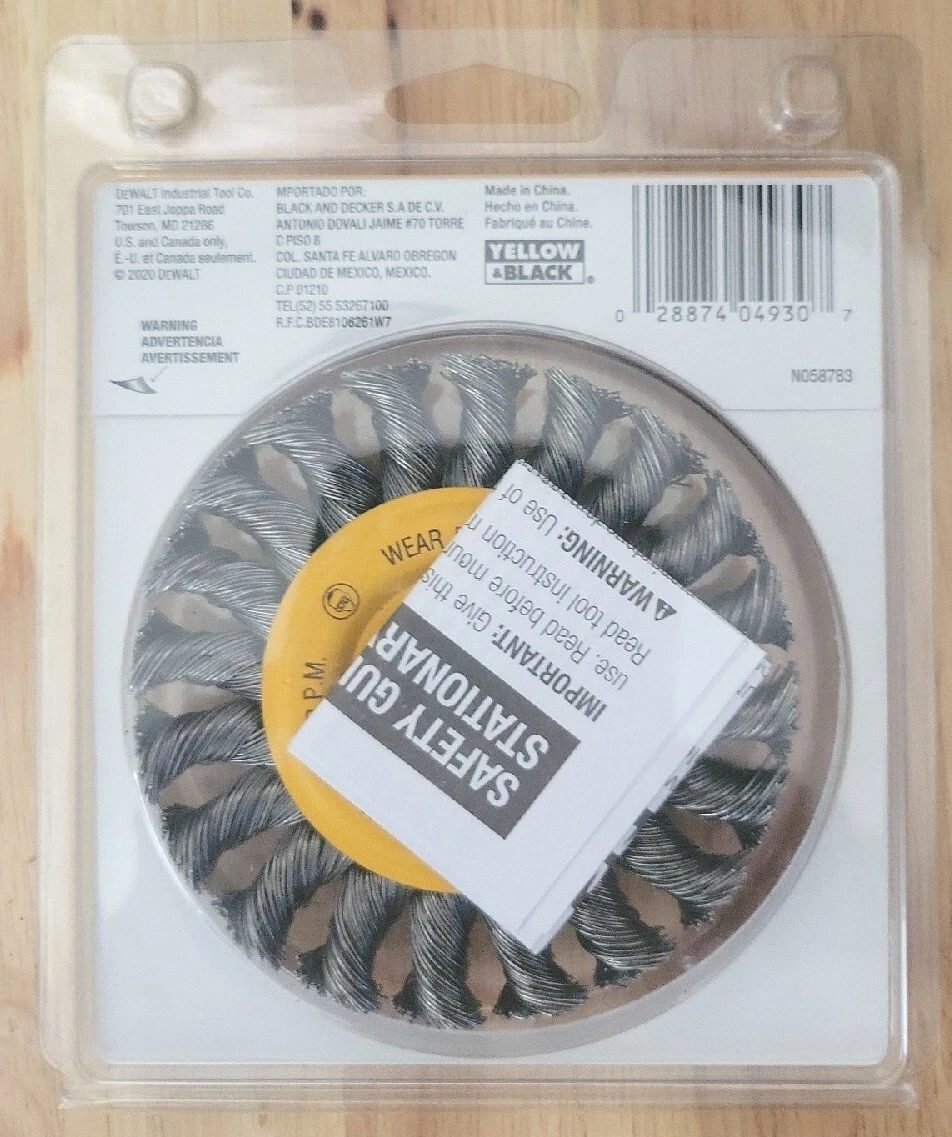 DEWALT Industrial Tool Co.
701 East Joppa Road
Towson, MD 21286
U.S. and Canada only,
É.-U. et Canada seulement.
© 2020 DEWALT
MPORTADO POR:
BLACK AND DECKER S.A DE C.V.
ANTONIO DOVALI JAIME #70 TORRE
C PISO 6
COL. SANTA FE ALVARO OBREGON
CIUDAD DE MEXICO, MEXICO.
C.P 01210
TEL(52) 55 53267100
R.F.C.BDE8106261W7
Made in China.
Hecho en China.
Fabriqué au Chine.
YELLOW
&BLACK®
0 28874 04930 7
N058783
WARNING
ADVERTENCIA
AVERTISSEMENT
WEAR
P.M.
SAFETY GUI
STATIONAR
IMPORTANT: Give this
use. Read before moun
Read tool instruction m
⚠WARNING: Use of